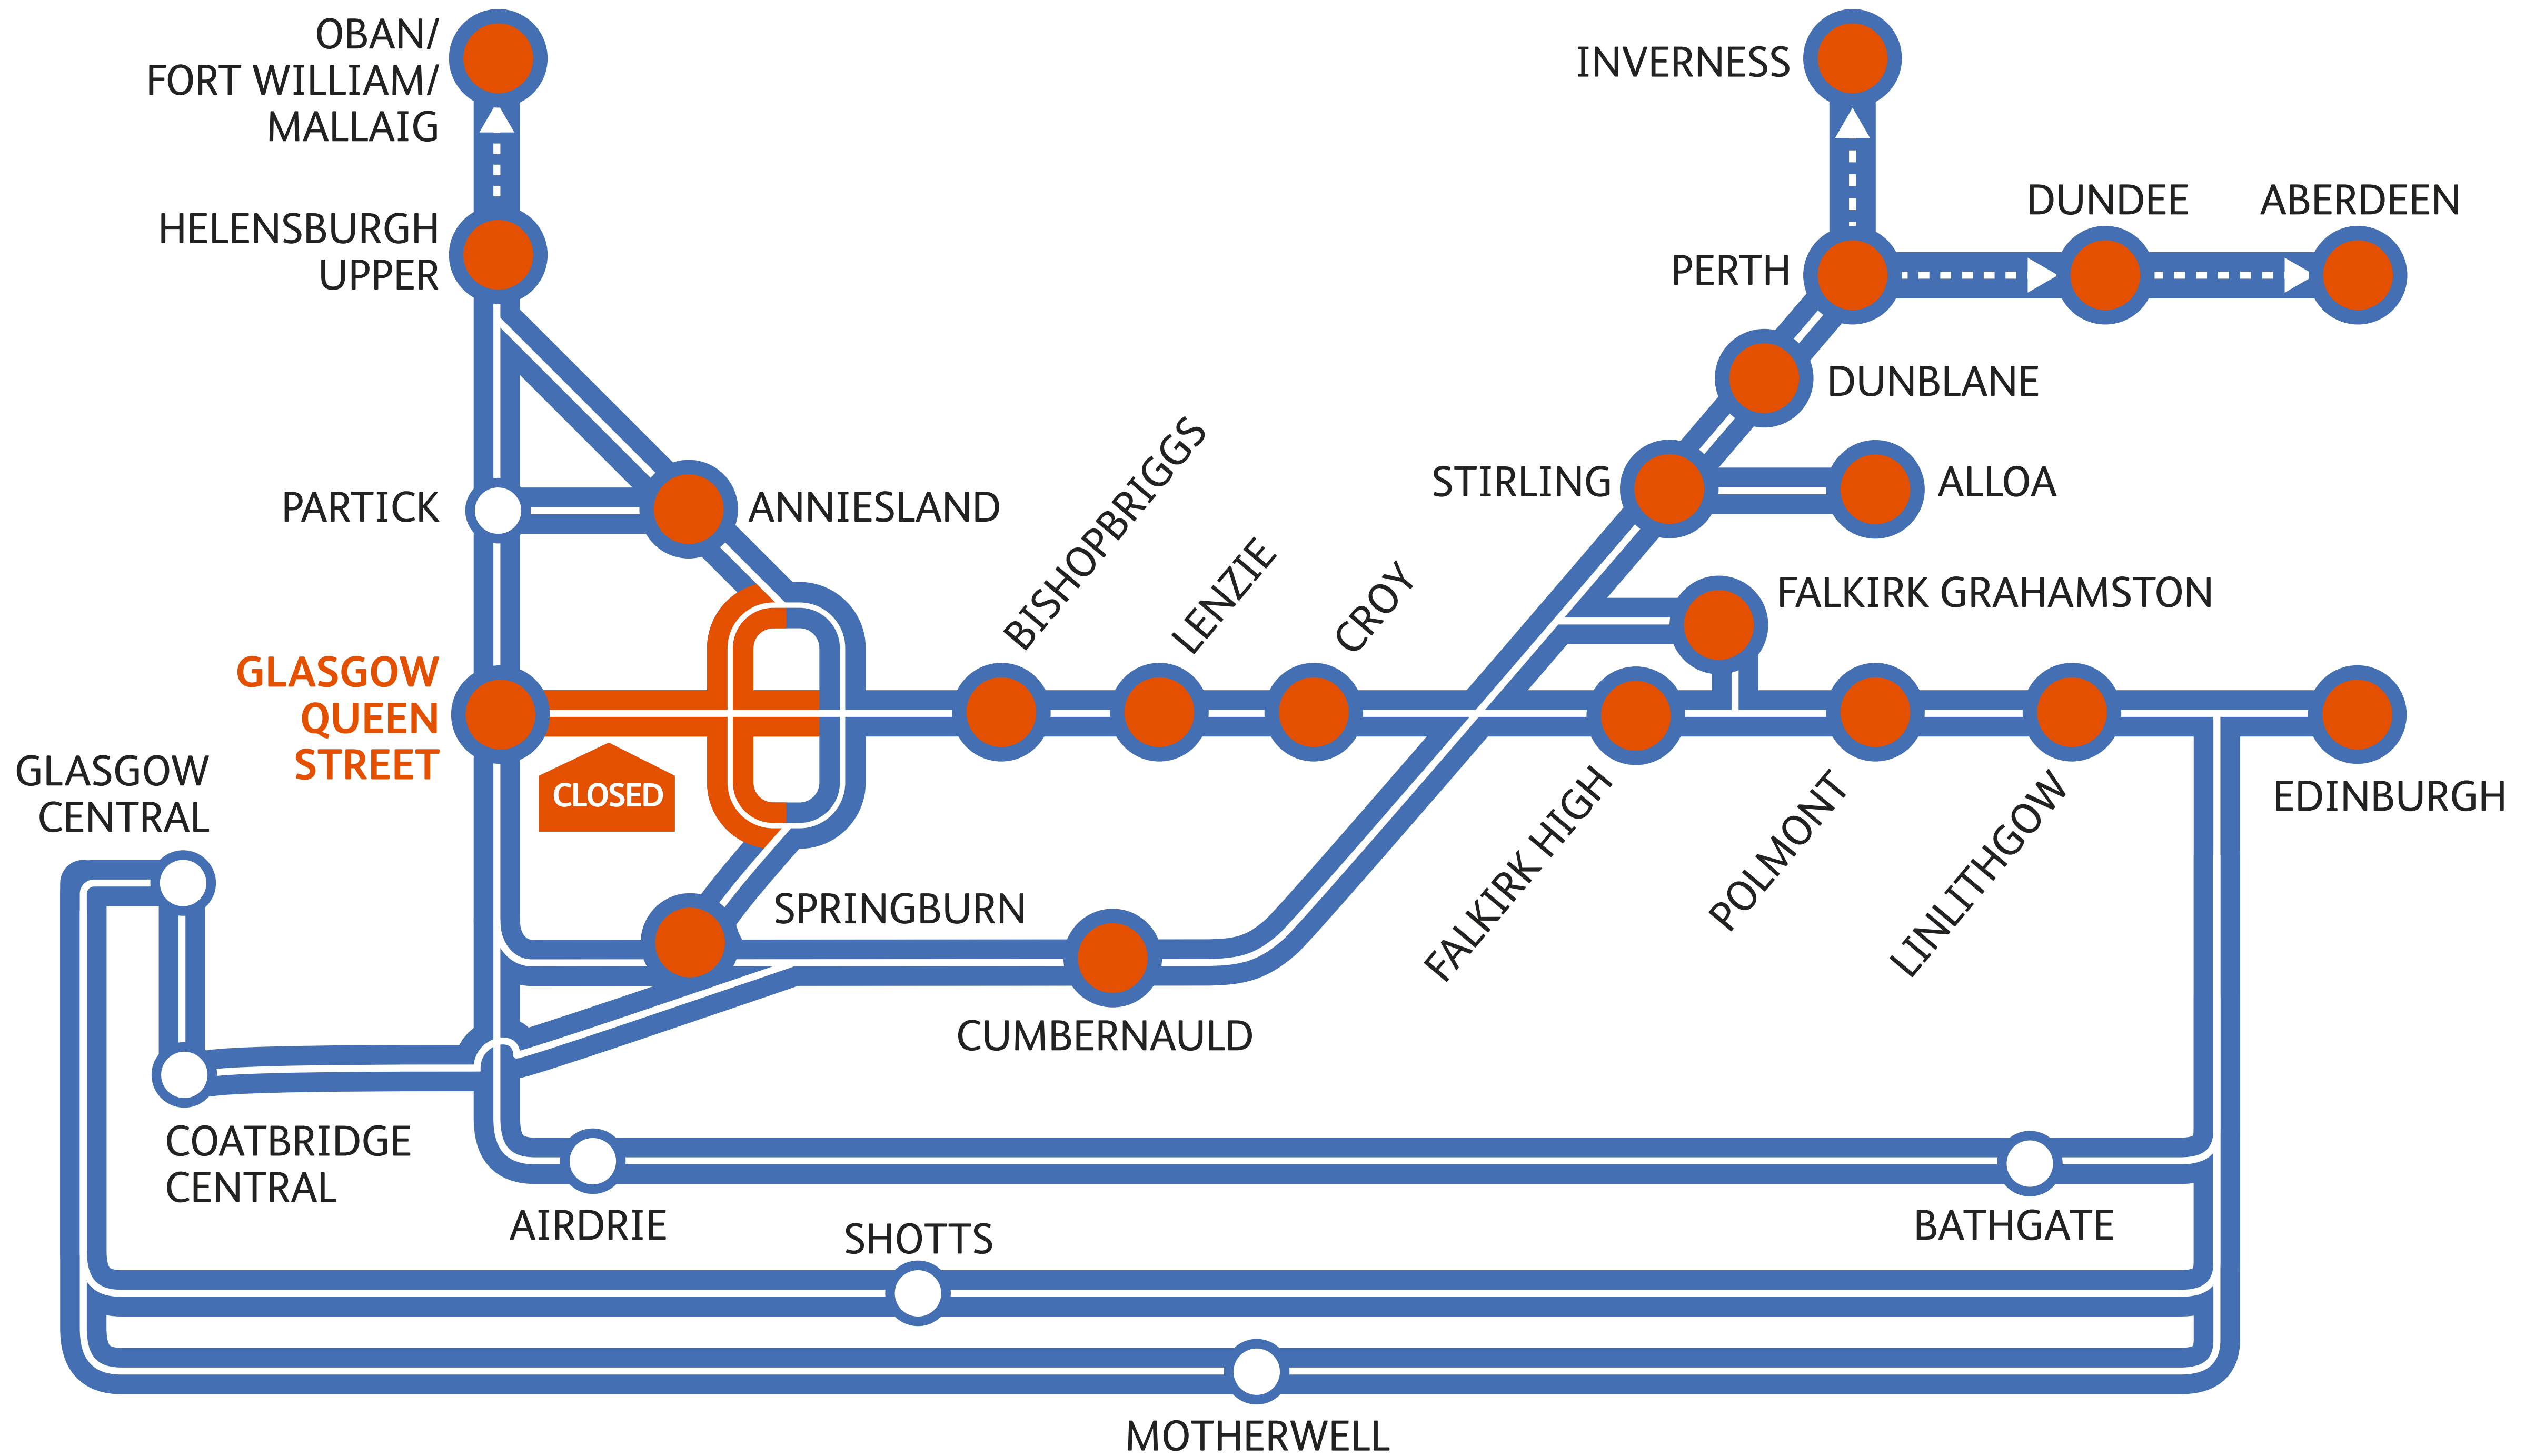 OBAN/
FORT WILLIAM/
MALLAIG
INVERNESS
HELENSBURGH
UPPER
DUNDEE
ABERDEEN
PERTH
DUNBLANE
PARTICK
ANNIESLAND
BISHOPBRIGGS
LENZIE
CROY
STIRLING
ALLOA
FALKIRK GRAHAMSTON
GLASGOW
QUEEN
STREET
CLOSED
GLASGOW
CENTRAL
EDINBURGH
FALKIRK HIGH
POLMONT
LINLITHGOW
SPRINGBURN
CUMBERNAULD
COATBRIDGE
CENTRAL
AIRDRIE
BATHGATE
SHOTTS
MOTHERWELL